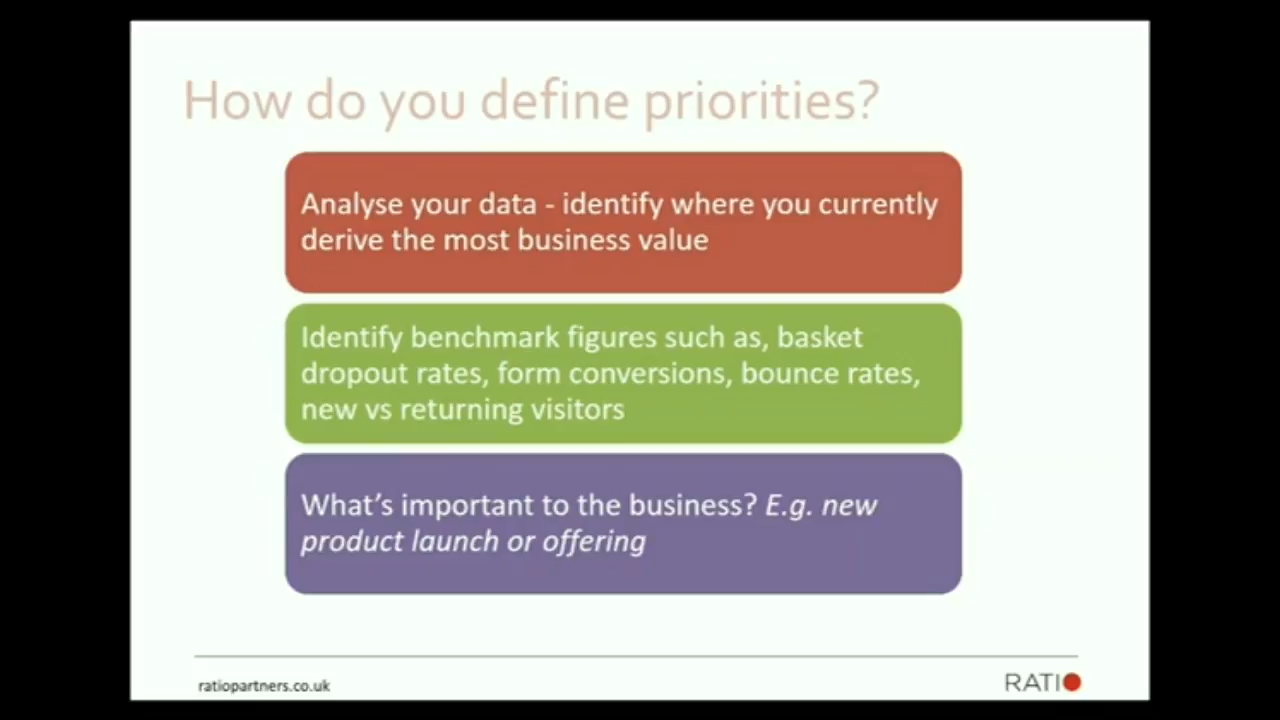 How do you define priorities?
Analyse your data - identify where you currently
derive the most business value
Identify benchmark figures such as, basket
dropout rates, form conversions, bounce rates,
new vs returning visitors
What's important to the business? E.g. new
product launch or offering
ratiopartners.co.uk
RATIO